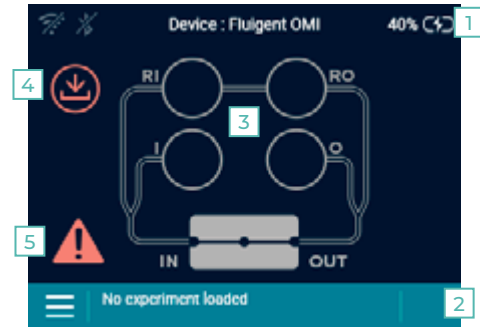 Device : Fluigent OMI
40%
1
4
RI
RO
3
I
O
5
IN
OUT
No experiment loaded
2